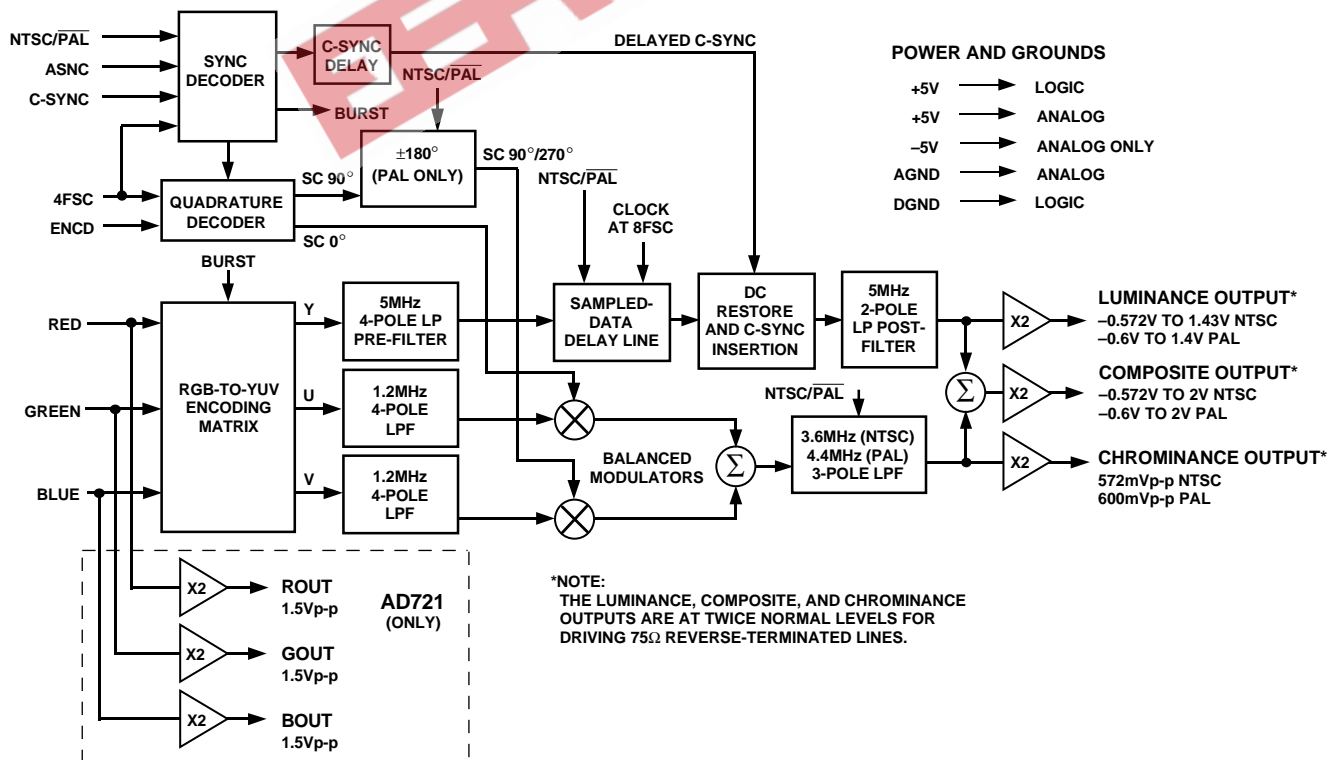 NTSC/PAL
ASNC
C-SYNC
4FSC
ENCD
SYNC
DECODER
C-SYNC
DELAY
DELAYED C-SYNC
NTSC/PAL
BURST
±180°
(PAL ONLY)
SC 90°
SC 90°/270°
QUADRATURE
DECODER
SC 0°
BURST
NTSC/PAL
CLOCK
AT 8FSC
POWER AND GROUNDS
+5V
LOGIC
+5V
ANALOG
–5V
ANALOG ONLY
AGND
ANALOG
DGND
LOGIC
RED
GREEN
BLUE
RGB-TO-YUV
ENCODING
MATRIX
Y
U
V
5MHz
4-POLE LP
PRE-FILTER
1.2MHz
4-POLE
LPF
1.2MHz
4-POLE
LPF
SAMPLED-
DATA
DELAY LINE
DC
RESTORE
AND C-SYNC
INSERTION
5MHz
2-POLE
LP POST-
FILTER
BALANCED
MODULATORS
Σ
NTSC/PAL
3.6MHz (NTSC)
4.4MHz (PAL)
3-POLE LPF
Σ
X2
LUMINANCE OUTPUT*
–0.572V TO 1.43V NTSC
–0.6V TO 1.4V PAL
X2
COMPOSITE OUTPUT*
–0.572V TO 2V NTSC
–0.6V TO 2V PAL
X2
CHROMINANCE OUTPUT*
572mVp-p NTSC
600mVp-p PAL
X2
ROUT
1.5Vp-p
X2
GOUT
1.5Vp-p
X2
BOUT
1.5Vp-p
AD721
(ONLY)
*NOTE:
THE LUMINANCE, COMPOSITE, AND CHROMINANCE
OUTPUTS ARE AT TWICE NORMAL LEVELS FOR
DRIVING 75Ω REVERSE-TERMINATED LINES.